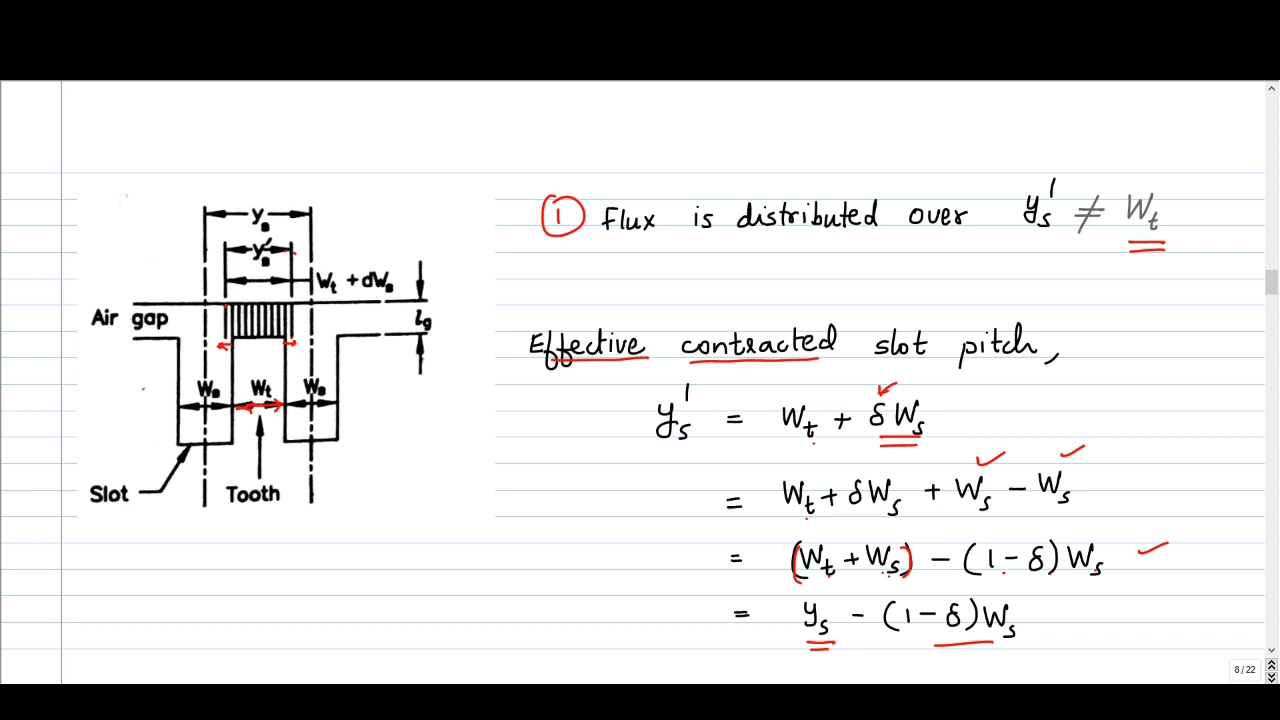 yₛ
yₛ'
Wₜ + dWₛ
Air gap
l_g
Wₛ Wₜ Wₛ
Slot Tooth
① Flux is distributed over yₛ' ≠ Wₜ
Effective contracted slot pitch,
yₛ' = Wₜ + δWₛ
= Wₜ + δWₛ + Wₛ − Wₛ
= (Wₜ + Wₛ) − (1 − δ)Wₛ
= yₛ − (1 − δ)Wₛ
8 / 22